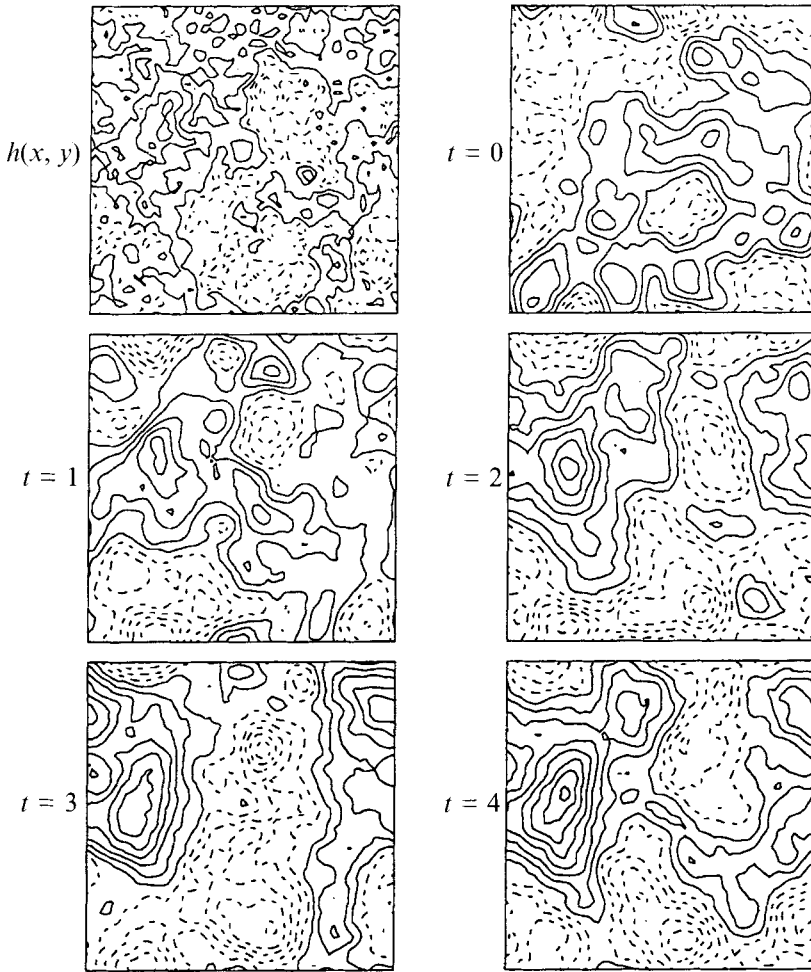 h(x, y)
t = 0
t = 1
t = 2
t = 3
t = 4